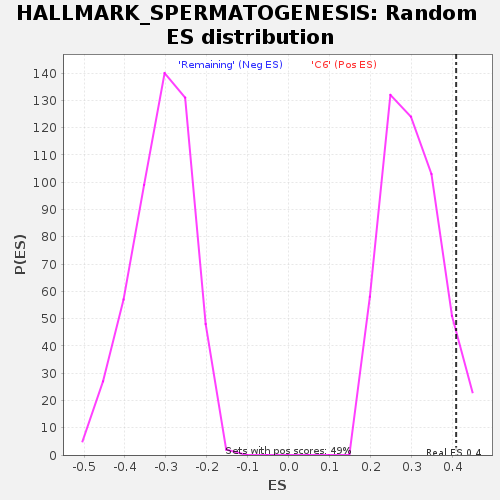 HALLMARK_SPERMATOGENESIS: Random
ES distribution
'Remaining' (Neg ES) 'C6' (Pos ES)
140
130
120
110
100
90
80
70
60
50
40
30
20
10
0
P(ES)
Sets with pos scores: 49%
Real ES 0.4
-0.5 -0.4 -0.3 -0.2 -0.1 0.0 0.1 0.2 0.3 0.4
ES